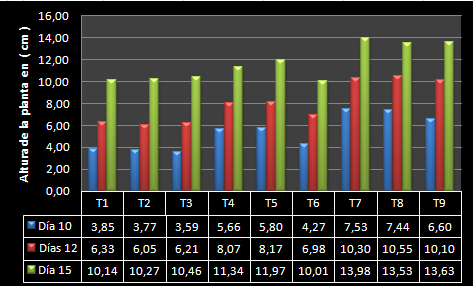 Altura de la planta en (cm)
16,00
14,00
12,00
10,00
8,00
6,00
4,00
2,00
0,00
T1 T2 T3 T4 T5 T6 T7 T8 T9
Día 10 3,85 3,77 3,59 5,66 5,80 4,27 7,53 7,44 6,60
Días 12 6,33 6,05 6,21 8,07 8,17 6,98 10,30 10,55 10,10
Día 15 10,14 10,27 10,46 11,34 11,97 10,01 13,98 13,53 13,63